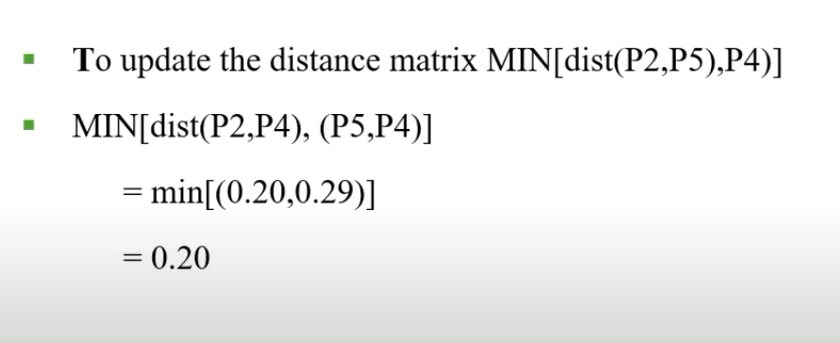 To update the distance matrix MIN[dist(P2,P5),P4)]
MIN[dist(P2,P4), (P5,P4)]
= min[(0.20,0.29)]
= 0.20